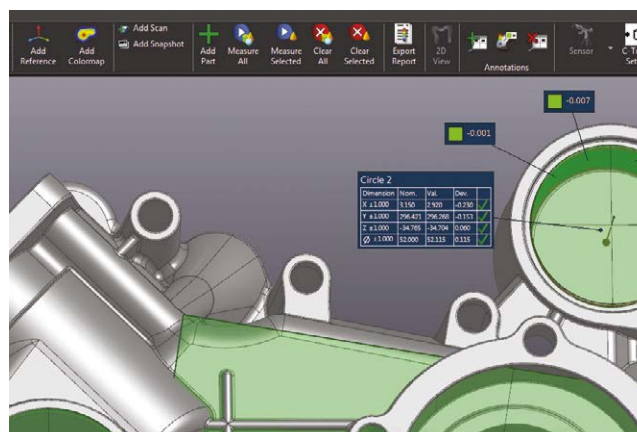 Add Reference
Add Colormap
Add Scan
Add Snapshot
Add Part
Measure All
Measure Selected
Clear All
Clear Selected
Export Report
2D View
Annotations
Sensor
-0.007
-0.001
Circle 2
Dimension Nom. Val. Dev.
X ±1.000 3.150 2.920 -0.230
Y ±1.000 296.421 296.268 -0.153
Z ±1.000 -34.765 -34.704 0.060
Ø ±1.000 52.000 52.115 0.115